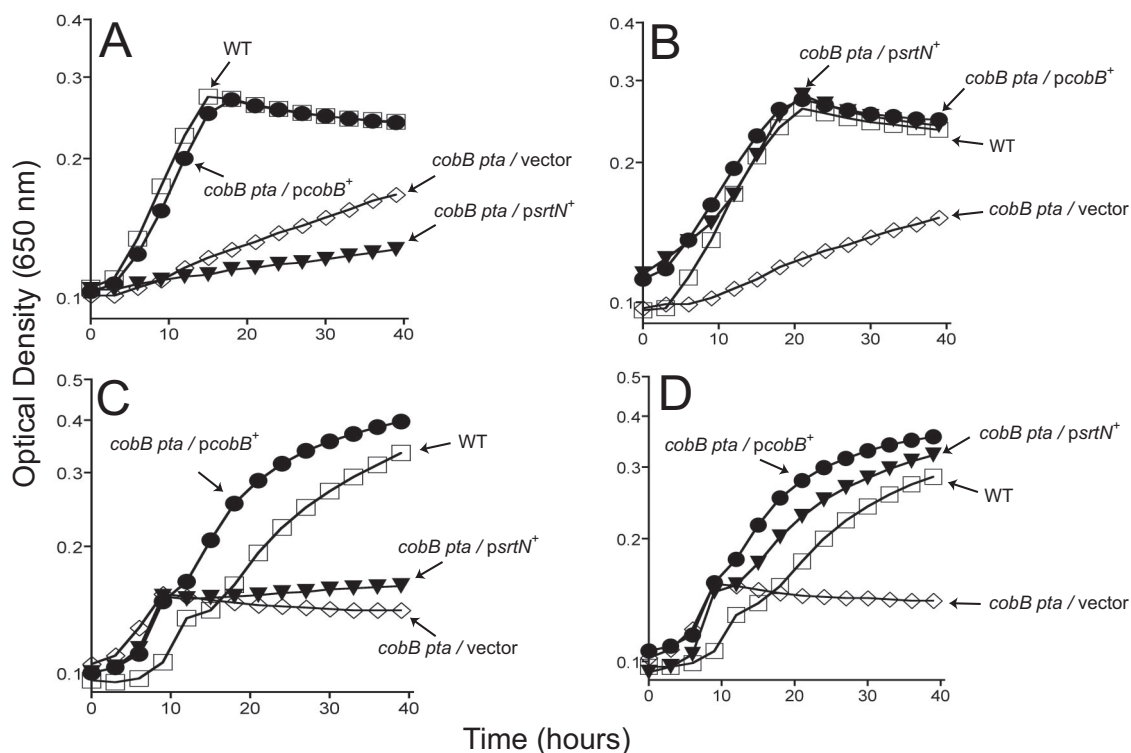 Optical Density (650 nm)
A
0.4
0.3
0.2
0.1
0 10 20 30 40
WT
cobB pta / pcobB⁺
cobB pta / vector
cobB pta / psrtN⁺
B
0.4
0.3
0.2
0.1
0 10 20 30 40
cobB pta / psrtN⁺
cobB pta / pcobB⁺
WT
cobB pta / vector
C
0.5
0.4
0.3
0.2
0.1
0 10 20 30 40
cobB pta / pcobB⁺
WT
cobB pta / psrtN⁺
cobB pta / vector
D
0.5
0.4
0.3
0.2
0.1
0 10 20 30 40
cobB pta / pcobB⁺
cobB pta / psrtN⁺
WT
cobB pta / vector
Time (hours)